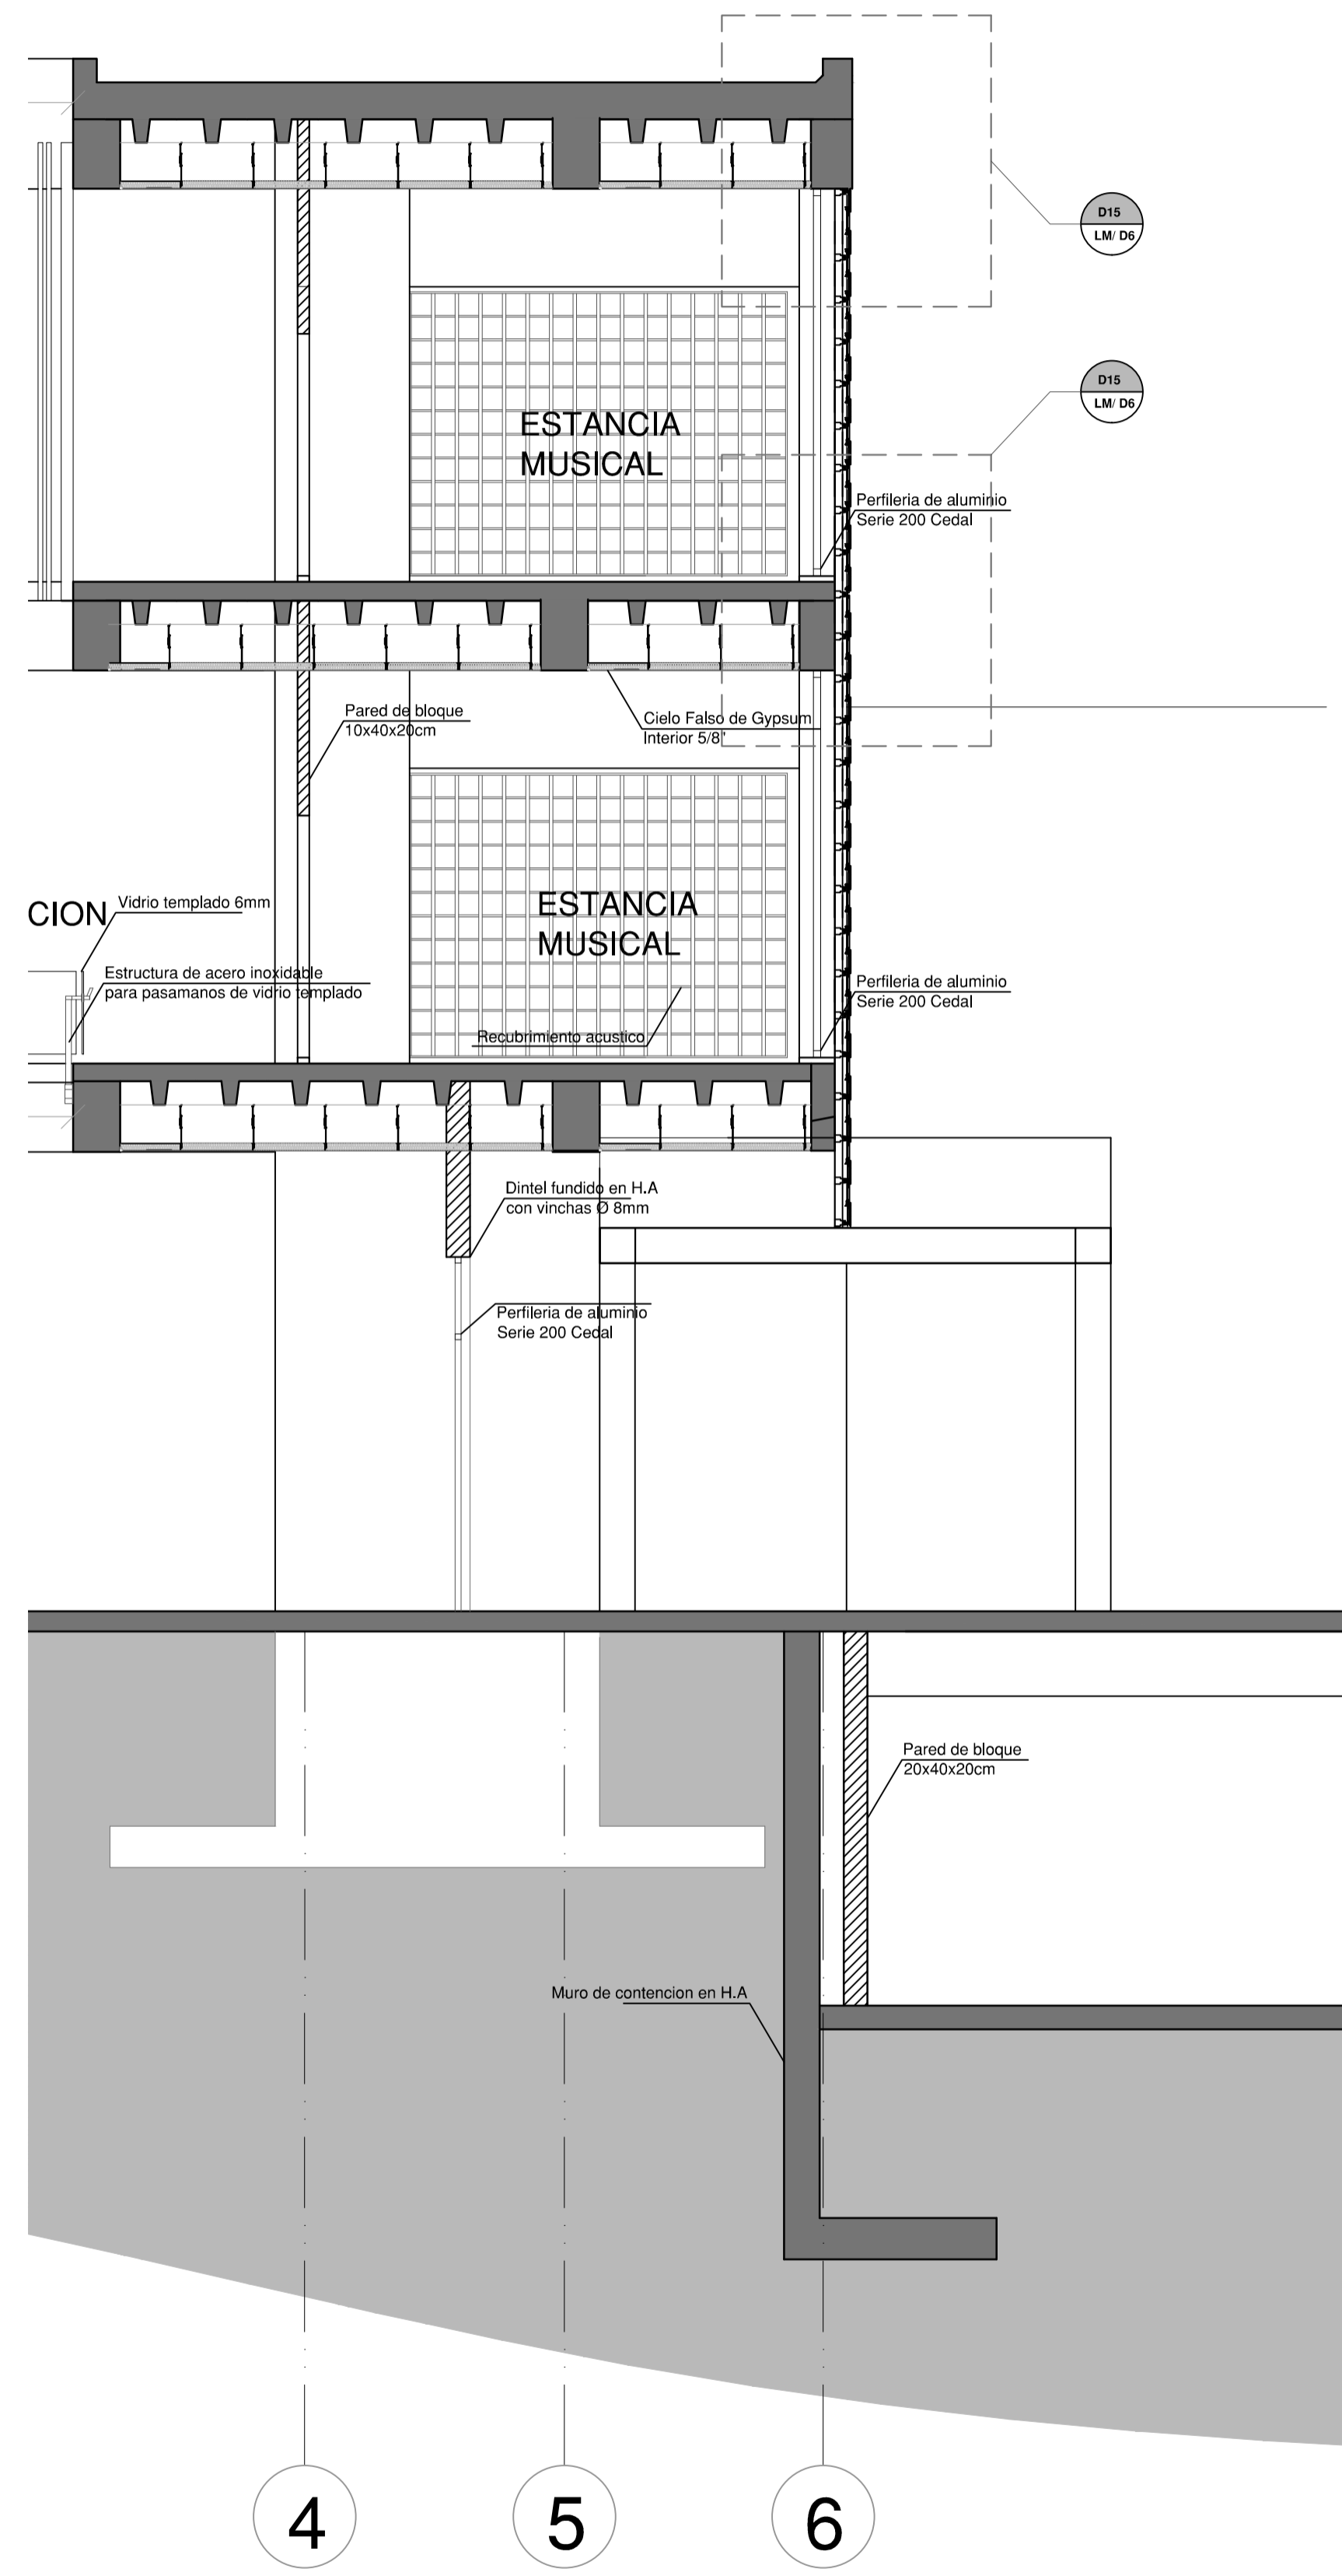 D15
LM/ D6
D15
LM/ D6
ESTANCIA
MUSICAL
Perfileria de aluminio
Serie 200 Cedal
Pared de bloque
10x40x20cm
Cielo Falso de Gypsum
Interior 5/8"
CION
Vidrio templado 6mm
ESTANCIA
MUSICAL
Estructura de acero inoxidable
para pasamanos de vidrio templado
Perfileria de aluminio
Serie 200 Cedal
Recubrimiento acustico
Dintel fundido en H.A
con vinchas Ø 8mm
Perfileria de aluminio
Serie 200 Cedal
Pared de bloque
20x40x20cm
Muro de contencion en H.A
4
5
6